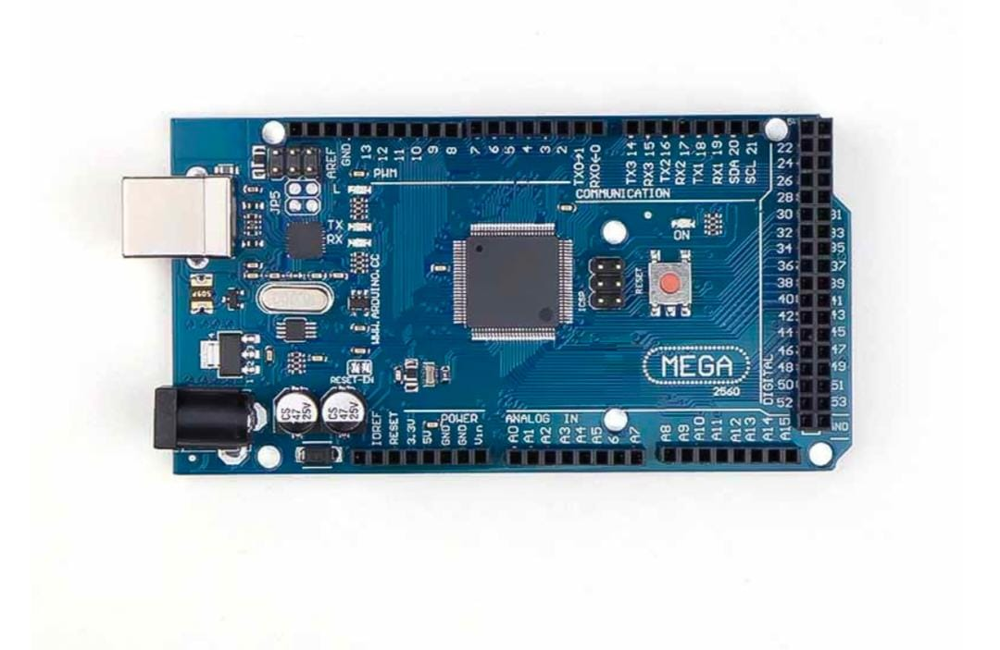 AREF
GND
13
12
11
10
9
8
7
6
5
4
3
2
TX0→1
RX0←0
TX3 14
RX3 15
TX2 16
RX2 17
TX1 18
RX1 19
SDA 20
SCL 21
PWM
COMMUNICATION
L
TX
RX
JP5
ON
RESET
ICSP
WWW.ARDUINO.CC
MEGA
2560
RESET-EN
CS
47
25V
CS
47
25V
IOREF
RESET
3.3V
5V
GND
GND
Vin
POWER
ANALOG IN
A0
A1
A2
A3
A4
A5
6
A7
A8
A9
A10
A11
A12
A13
A14
A15
DIGITAL
22
24
26
28
30
31
32
33
34
35
36
37
38
39
40
41
42
43
44
45
46
47
48
49
50
51
52
53
GND